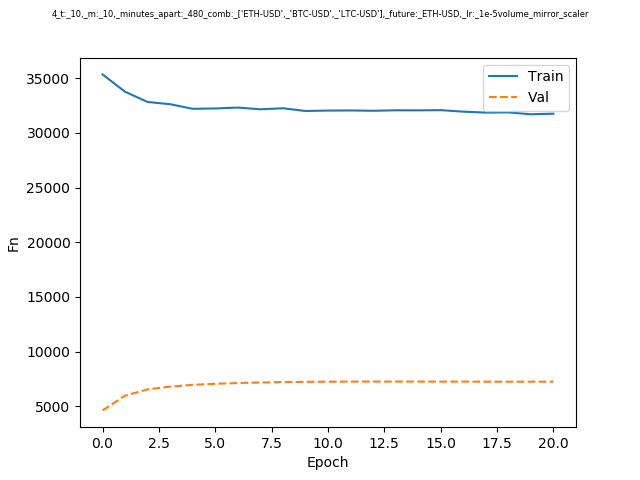 4_t:_10,_m:_10,_minutes_apart:_480_comb:_['ETH-USD',_'BTC-USD',_'LTC-USD'],_future:_ETH-USD,_lr:_1e-5volume_mirror_scaler
Train
Val
35000
30000
25000
20000
15000
10000
5000
Fn
0.0 2.5 5.0 7.5 10.0 12.5 15.0 17.5 20.0
Epoch